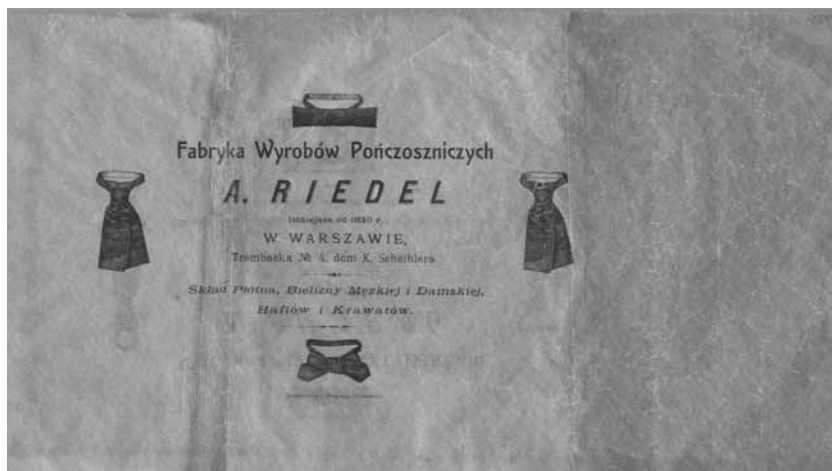 Fabryka Wyrobów Pończoszniczych
A. RIEDEL
istniejąca od 1820 r.
W WARSZAWIE,
Trembacka № 4, dom K. Scheiblera.
Skład Płótna, Bielizny Męzkiej i Damskiej,
Haftów i Krawatów.